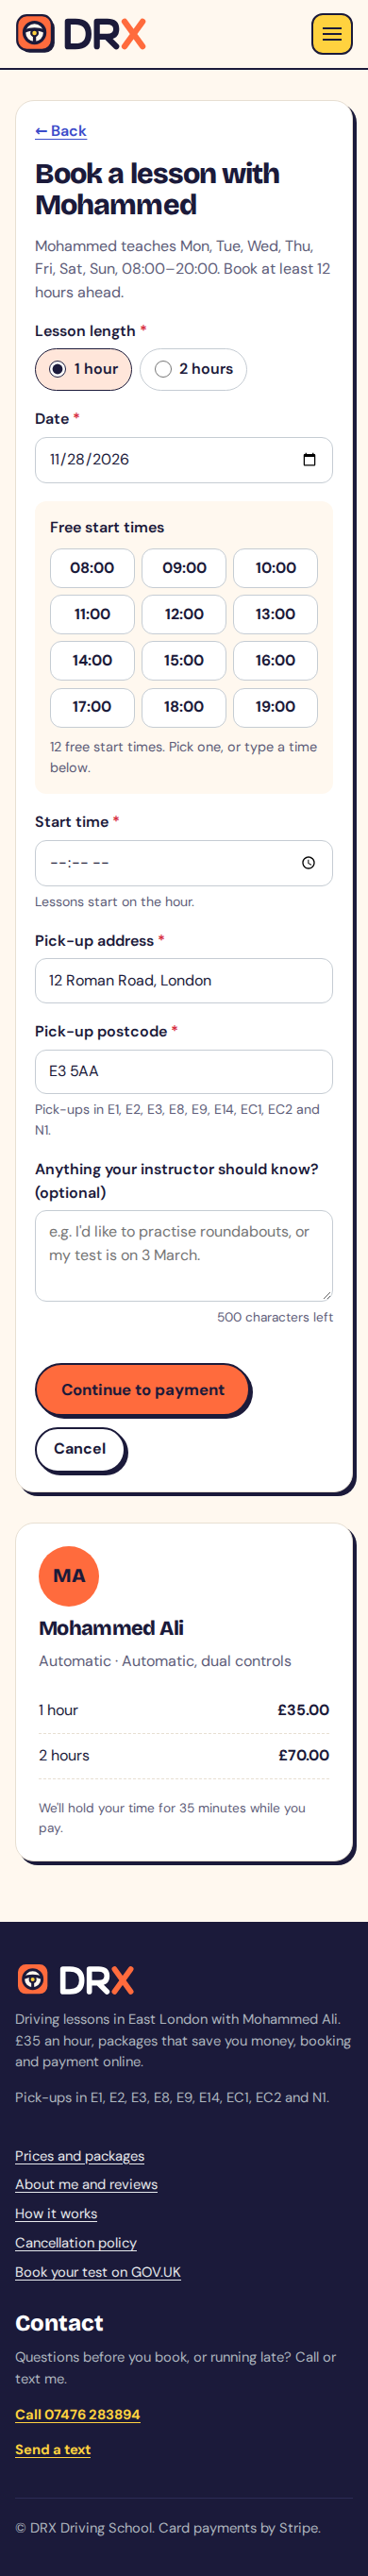 DRX
← Back
Book a lesson with
Mohammed
Mohammed teaches Mon, Tue, Wed, Thu,
Fri, Sat, Sun, 08:00–20:00. Book at least 12
hours ahead.
Lesson length *
1 hour 2 hours
Date *
11/28/2026
Free start times
08:00 09:00 10:00
11:00 12:00 13:00
14:00 15:00 16:00
17:00 18:00 19:00
12 free start times. Pick one, or type a time
below.
Start time *
--:-- --
Lessons start on the hour.
Pick-up address *
12 Roman Road, London
Pick-up postcode *
E3 5AA
Pick-ups in E1, E2, E3, E8, E9, E14, EC1, EC2 and
N1.
Anything your instructor should know?
(optional)
e.g. I'd like to practise roundabouts, or
my test is on 3 March.
500 characters left
Continue to payment
Cancel
MA
Mohammed Ali
Automatic · Automatic, dual controls
1 hour £35.00
2 hours £70.00
We'll hold your time for 35 minutes while you
pay.
DRX
Driving lessons in East London with Mohammed Ali.
£35 an hour, packages that save you money, booking
and payment online.
Pick-ups in E1, E2, E3, E8, E9, E14, EC1, EC2 and N1.
Prices and packages
About me and reviews
How it works
Cancellation policy
Book your test on GOV.UK
Contact
Questions before you book, or running late? Call or
text me.
Call 07476 283894
Send a text
© DRX Driving School. Card payments by Stripe.